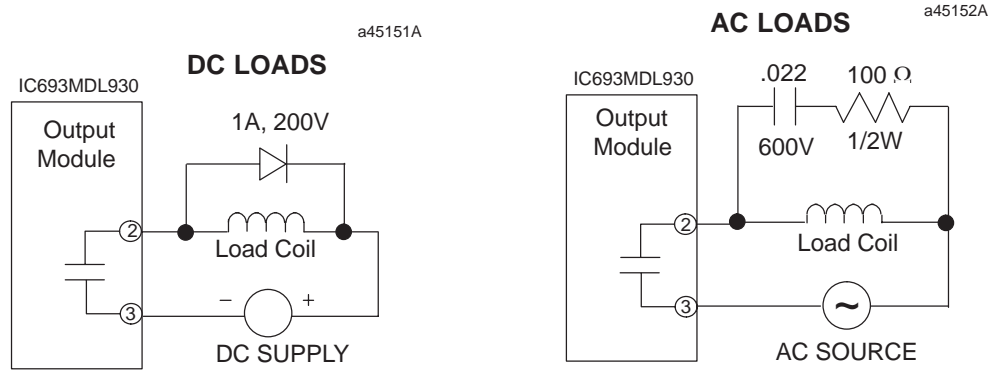 a45151A
DC LOADS
IC693MDL930
Output
Module
1A, 200V
2
Load Coil
3
– +
DC SUPPLY
a45152A
AC LOADS
IC693MDL930
Output
Module
.022 100 Ω
600V 1/2W
2
Load Coil
3
~
AC SOURCE